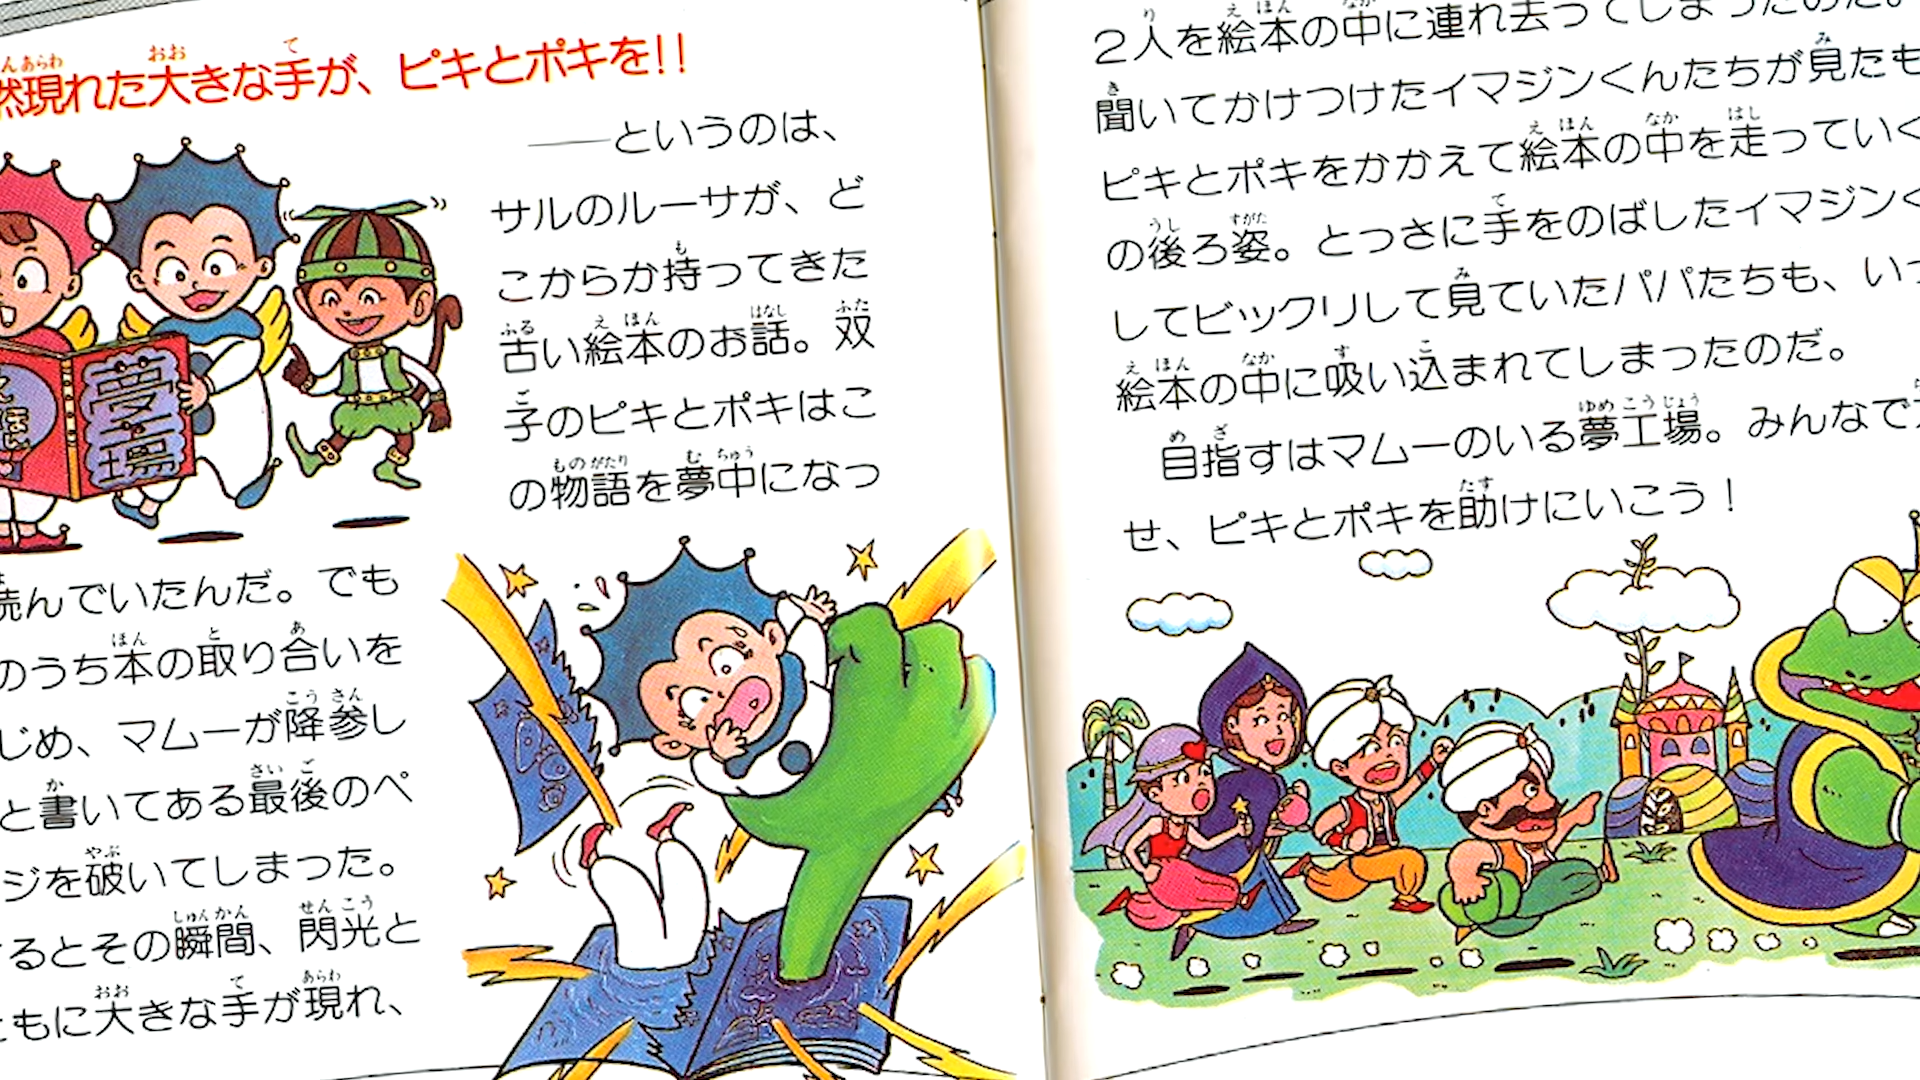 然現れた大きな手が、ピキとポキを!!
——というのは、
サルのルーサが、ど
こからか持ってきた
古い絵本のお話。双
子のピキとポキはこ
の物語を夢中になっ
読んでいたんだ。でも
のうち本の取り合いを
じめ、マムーが降参し
と書いてある最後のペ
ジを破いてしまった。
するとその瞬間、閃光と
ともに大きな手が現れ、
夢工場
えほん
2人を絵本の中に連れ去ってしまったのだ。
聞いてかけつけたイマジンくんたちが見たも
ピキとポキをかかえて絵本の中を走っていく
の後ろ姿。とっさに手をのばしたイマジンく
してビックリして見ていたパパたちも、いっ
絵本の中に吸い込まれてしまったのだ。
目指すはマムーのいる夢工場。みんなで
せ、ピキとポキを助けにいこう!